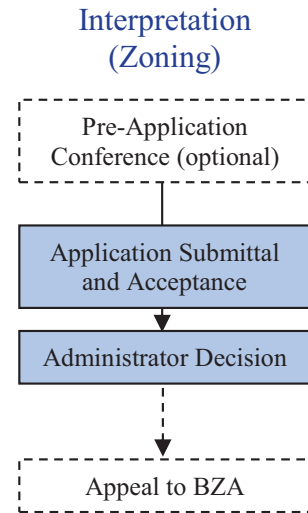 Interpretation
(Zoning)
Pre-Application
Conference (optional)
Application Submittal
and Acceptance
Administrator Decision
Appeal to BZA